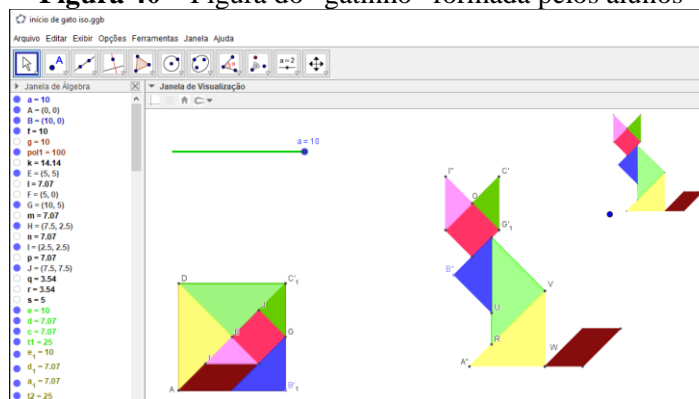 Figura 40 – Figura do "gatinho" formada pelos alunos
início de gato iso.ggb
Arquivo Editar Exibir Opções Ferramentas Janela Ajuda
A
a=2
Janela de Álgebra
Janela de Visualização
a = 10
A = (0, 0)
B = (10, 0)
f = 10
g = 10
pol1 = 100
k = 14.14
E = (5, 5)
l = 7.07
F = (5, 0)
G = (10, 5)
m = 7.07
H = (7.5, 2.5)
n = 7.07
I = (2.5, 2.5)
p = 7.07
J = (7.5, 7.5)
q = 3.54
r = 3.54
s = 5
e = 10
d = 7.07
c = 7.07
t1 = 25
e₁ = 10
d₁ = 7.07
a₁ = 7.07
t2 = 25
a = 10
D
C'₁
J
E
G
I
A
B'₁
I''
C'
O
G'₁
B''
U
V
R
A''
W